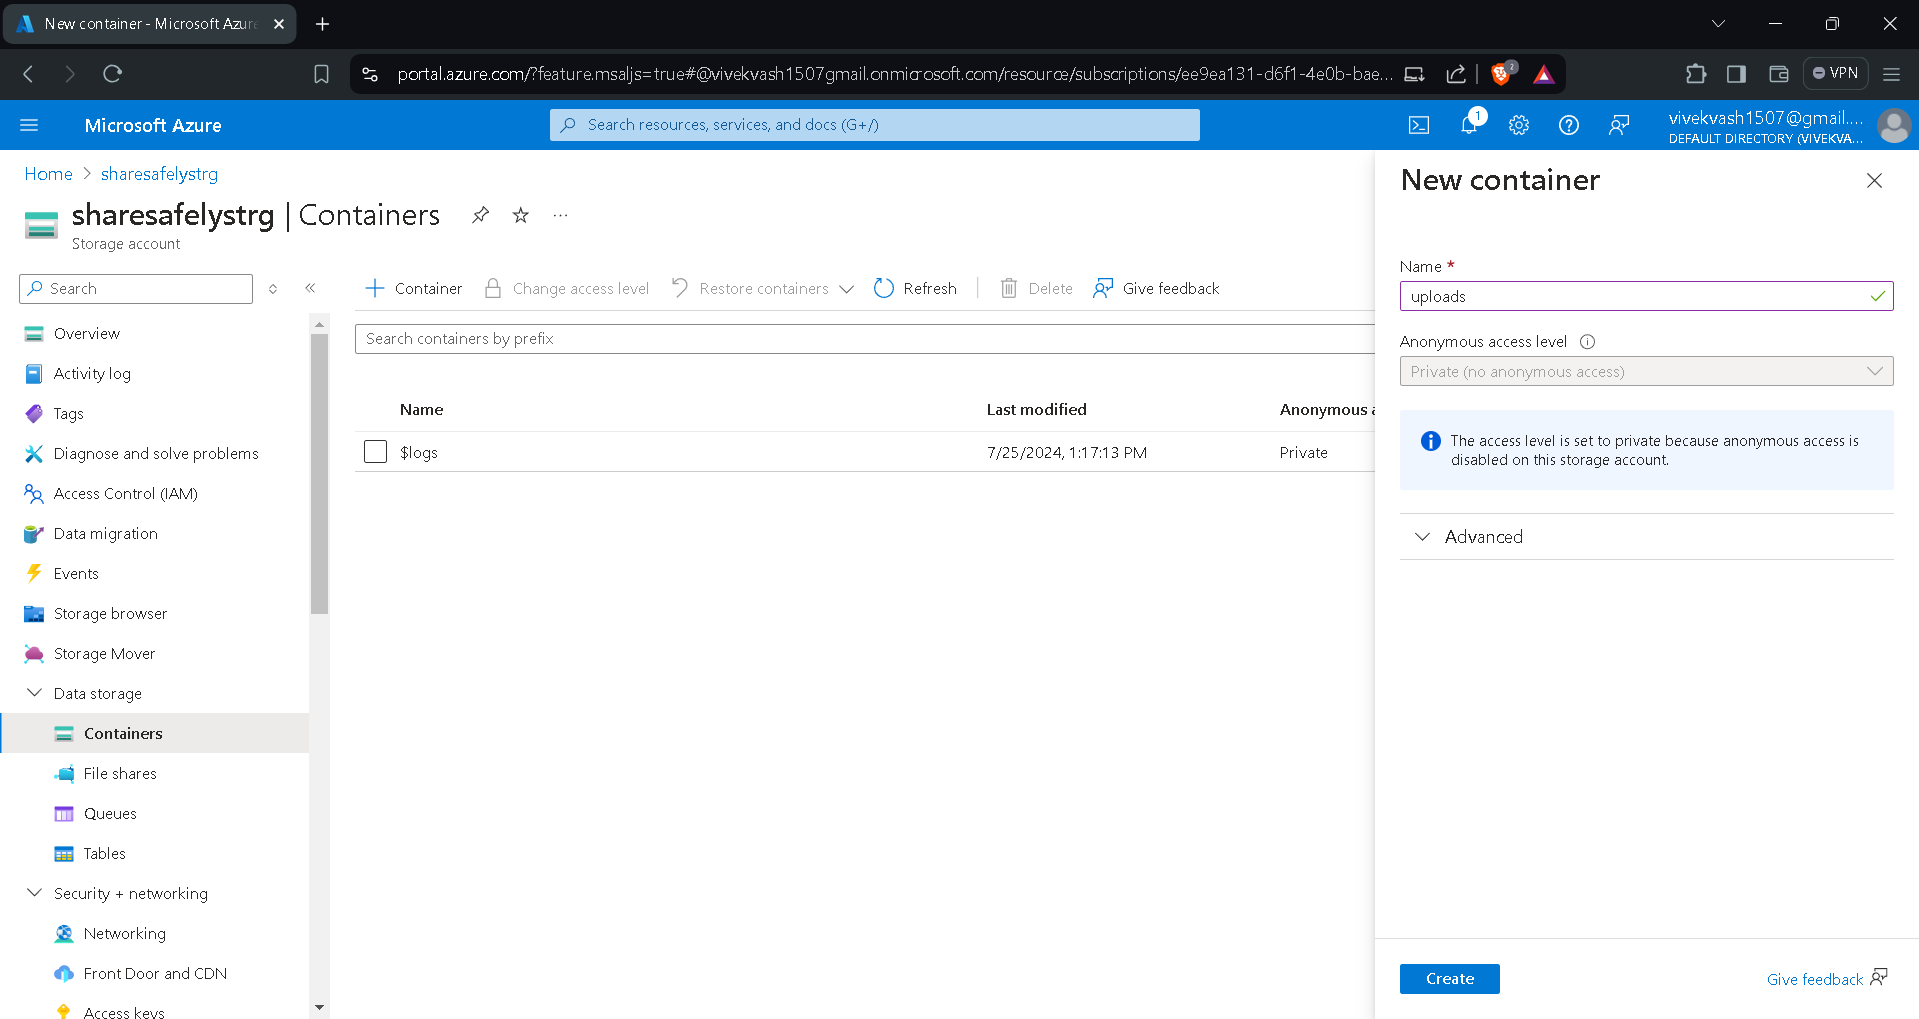 New container - Microsoft Azure
portal.azure.com/?feature.msaljs=true#@vivekvash1507gmail.onmicrosoft.com/resource/subscriptions/ee9ea131-d6f1-4e0b-bae...
2
VPN
Microsoft Azure
Search resources, services, and docs (G+/)
1
vivekvash1507@gmail....
DEFAULT DIRECTORY (VIVEKVA...
Home > sharesafelystrg
sharesafelystrg | Containers
Storage account
Search
Overview
Activity log
Tags
Diagnose and solve problems
Access Control (IAM)
Data migration
Events
Storage browser
Storage Mover
Data storage
Containers
File shares
Queues
Tables
Security + networking
Networking
Front Door and CDN
Access keys
Container
Change access level
Restore containers
Refresh
Delete
Give feedback
Search containers by prefix
Name Last modified Anonymous a
$logs 7/25/2024, 1:17:13 PM Private
New container
Name *
uploads
Anonymous access level
Private (no anonymous access)
The access level is set to private because anonymous access is
disabled on this storage account.
Advanced
Create
Give feedback